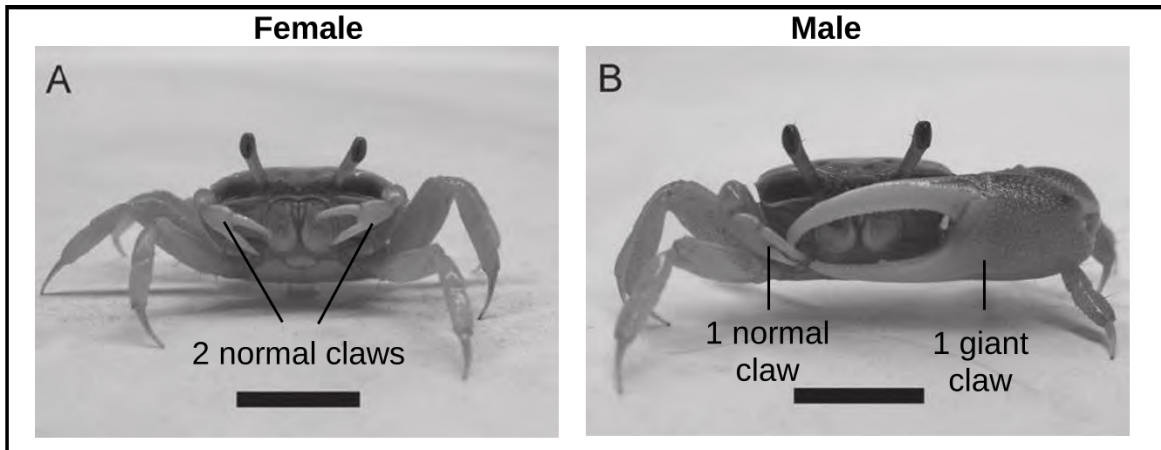 Female
Male
A
B
2 normal claws
1 normal
claw
1 giant
claw